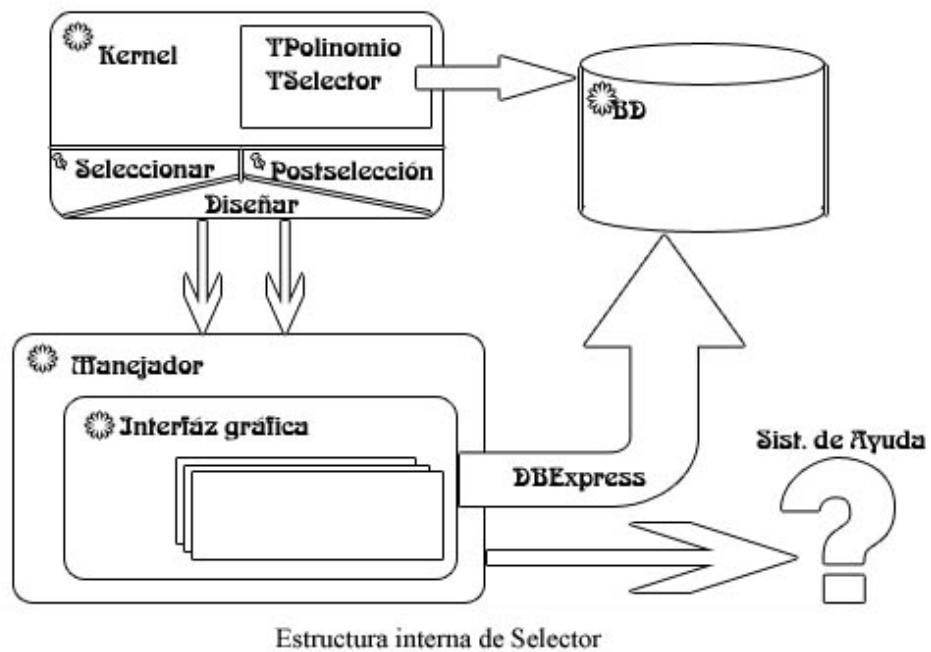 Kernel
TPolinomio
TSelector
BD
Seleccionar
Postselección
Diseñar
Manejador
Interfáz gráfica
DBExpress
Sist. de Ayuda
?
Estructura interna de Selector